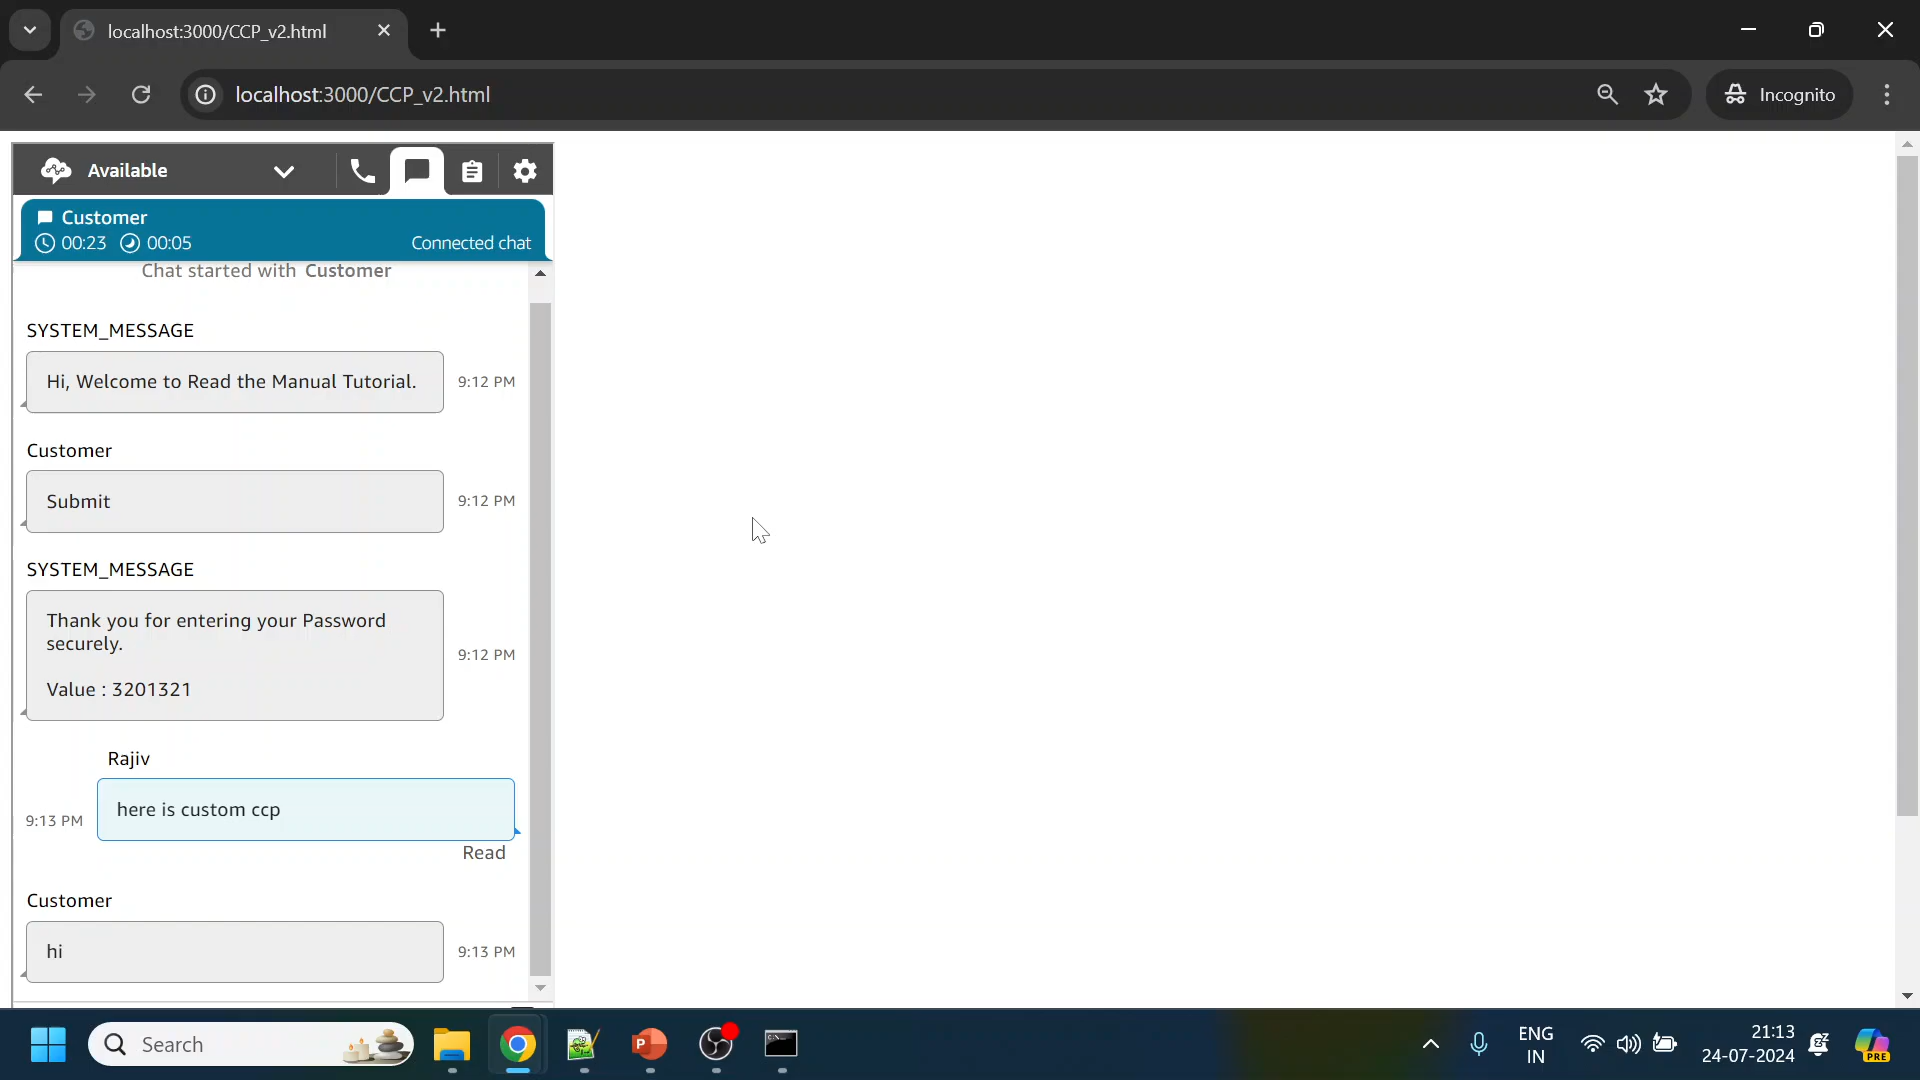 localhost:3000/CCP_v2.html
localhost:3000/CCP_v2.html
Incognito
Available
Customer
00:23 00:05 Connected chat
Chat started with Customer
SYSTEM_MESSAGE
Hi, Welcome to Read the Manual Tutorial. 9:12 PM
Customer
Submit 9:12 PM
SYSTEM_MESSAGE
Thank you for entering your Password
securely.
9:12 PM
Value : 3201321
Rajiv
here is custom ccp
9:13 PM
Read
Customer
hi 9:13 PM
Search
ENG
IN
21:13
24-07-2024
PRE